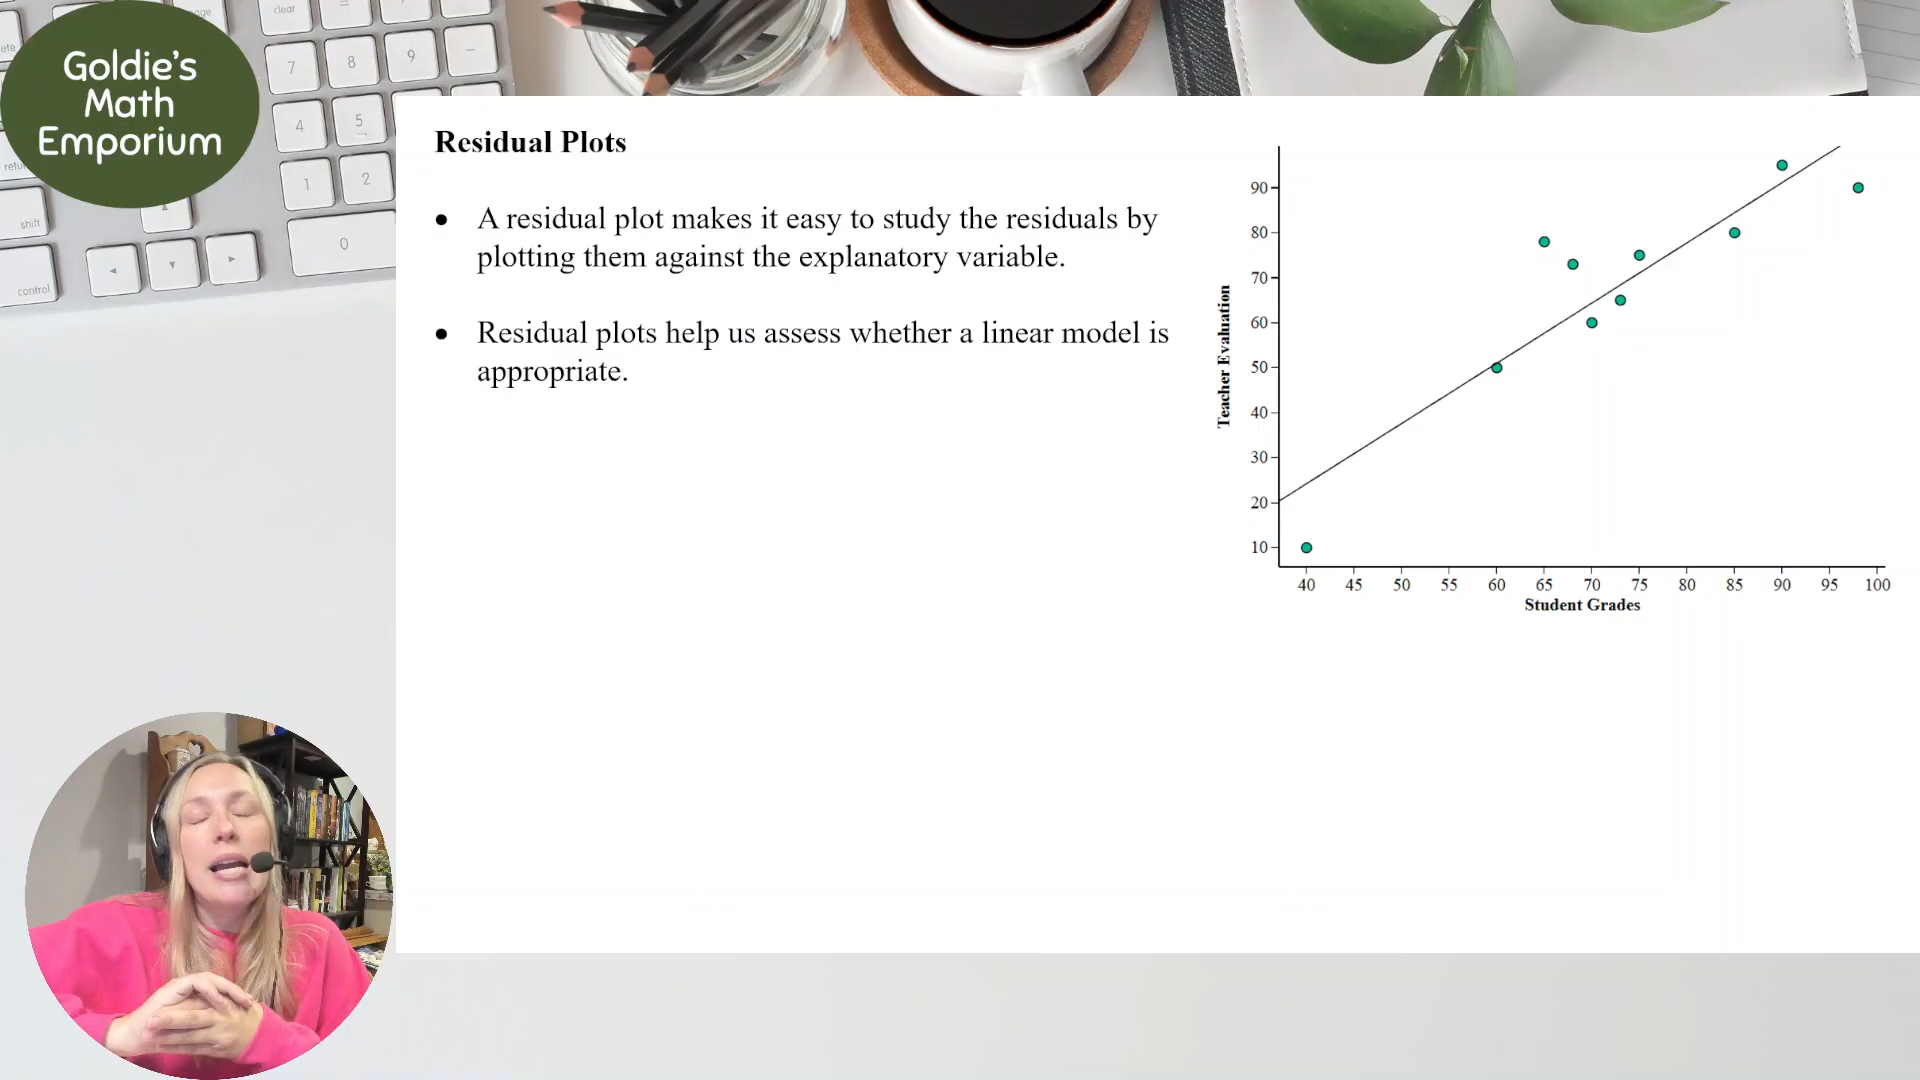 Goldie's
Math
Emporium
clear
7
8
9
4
5
1
2
0
shift
control
Residual Plots
• A residual plot makes it easy to study the residuals by
plotting them against the explanatory variable.
• Residual plots help us assess whether a linear model is
appropriate.
Teacher Evaluation
90
80
70
60
50
40
30
20
10
40 45 50 55 60 65 70 75 80 85 90 95 100
Student Grades